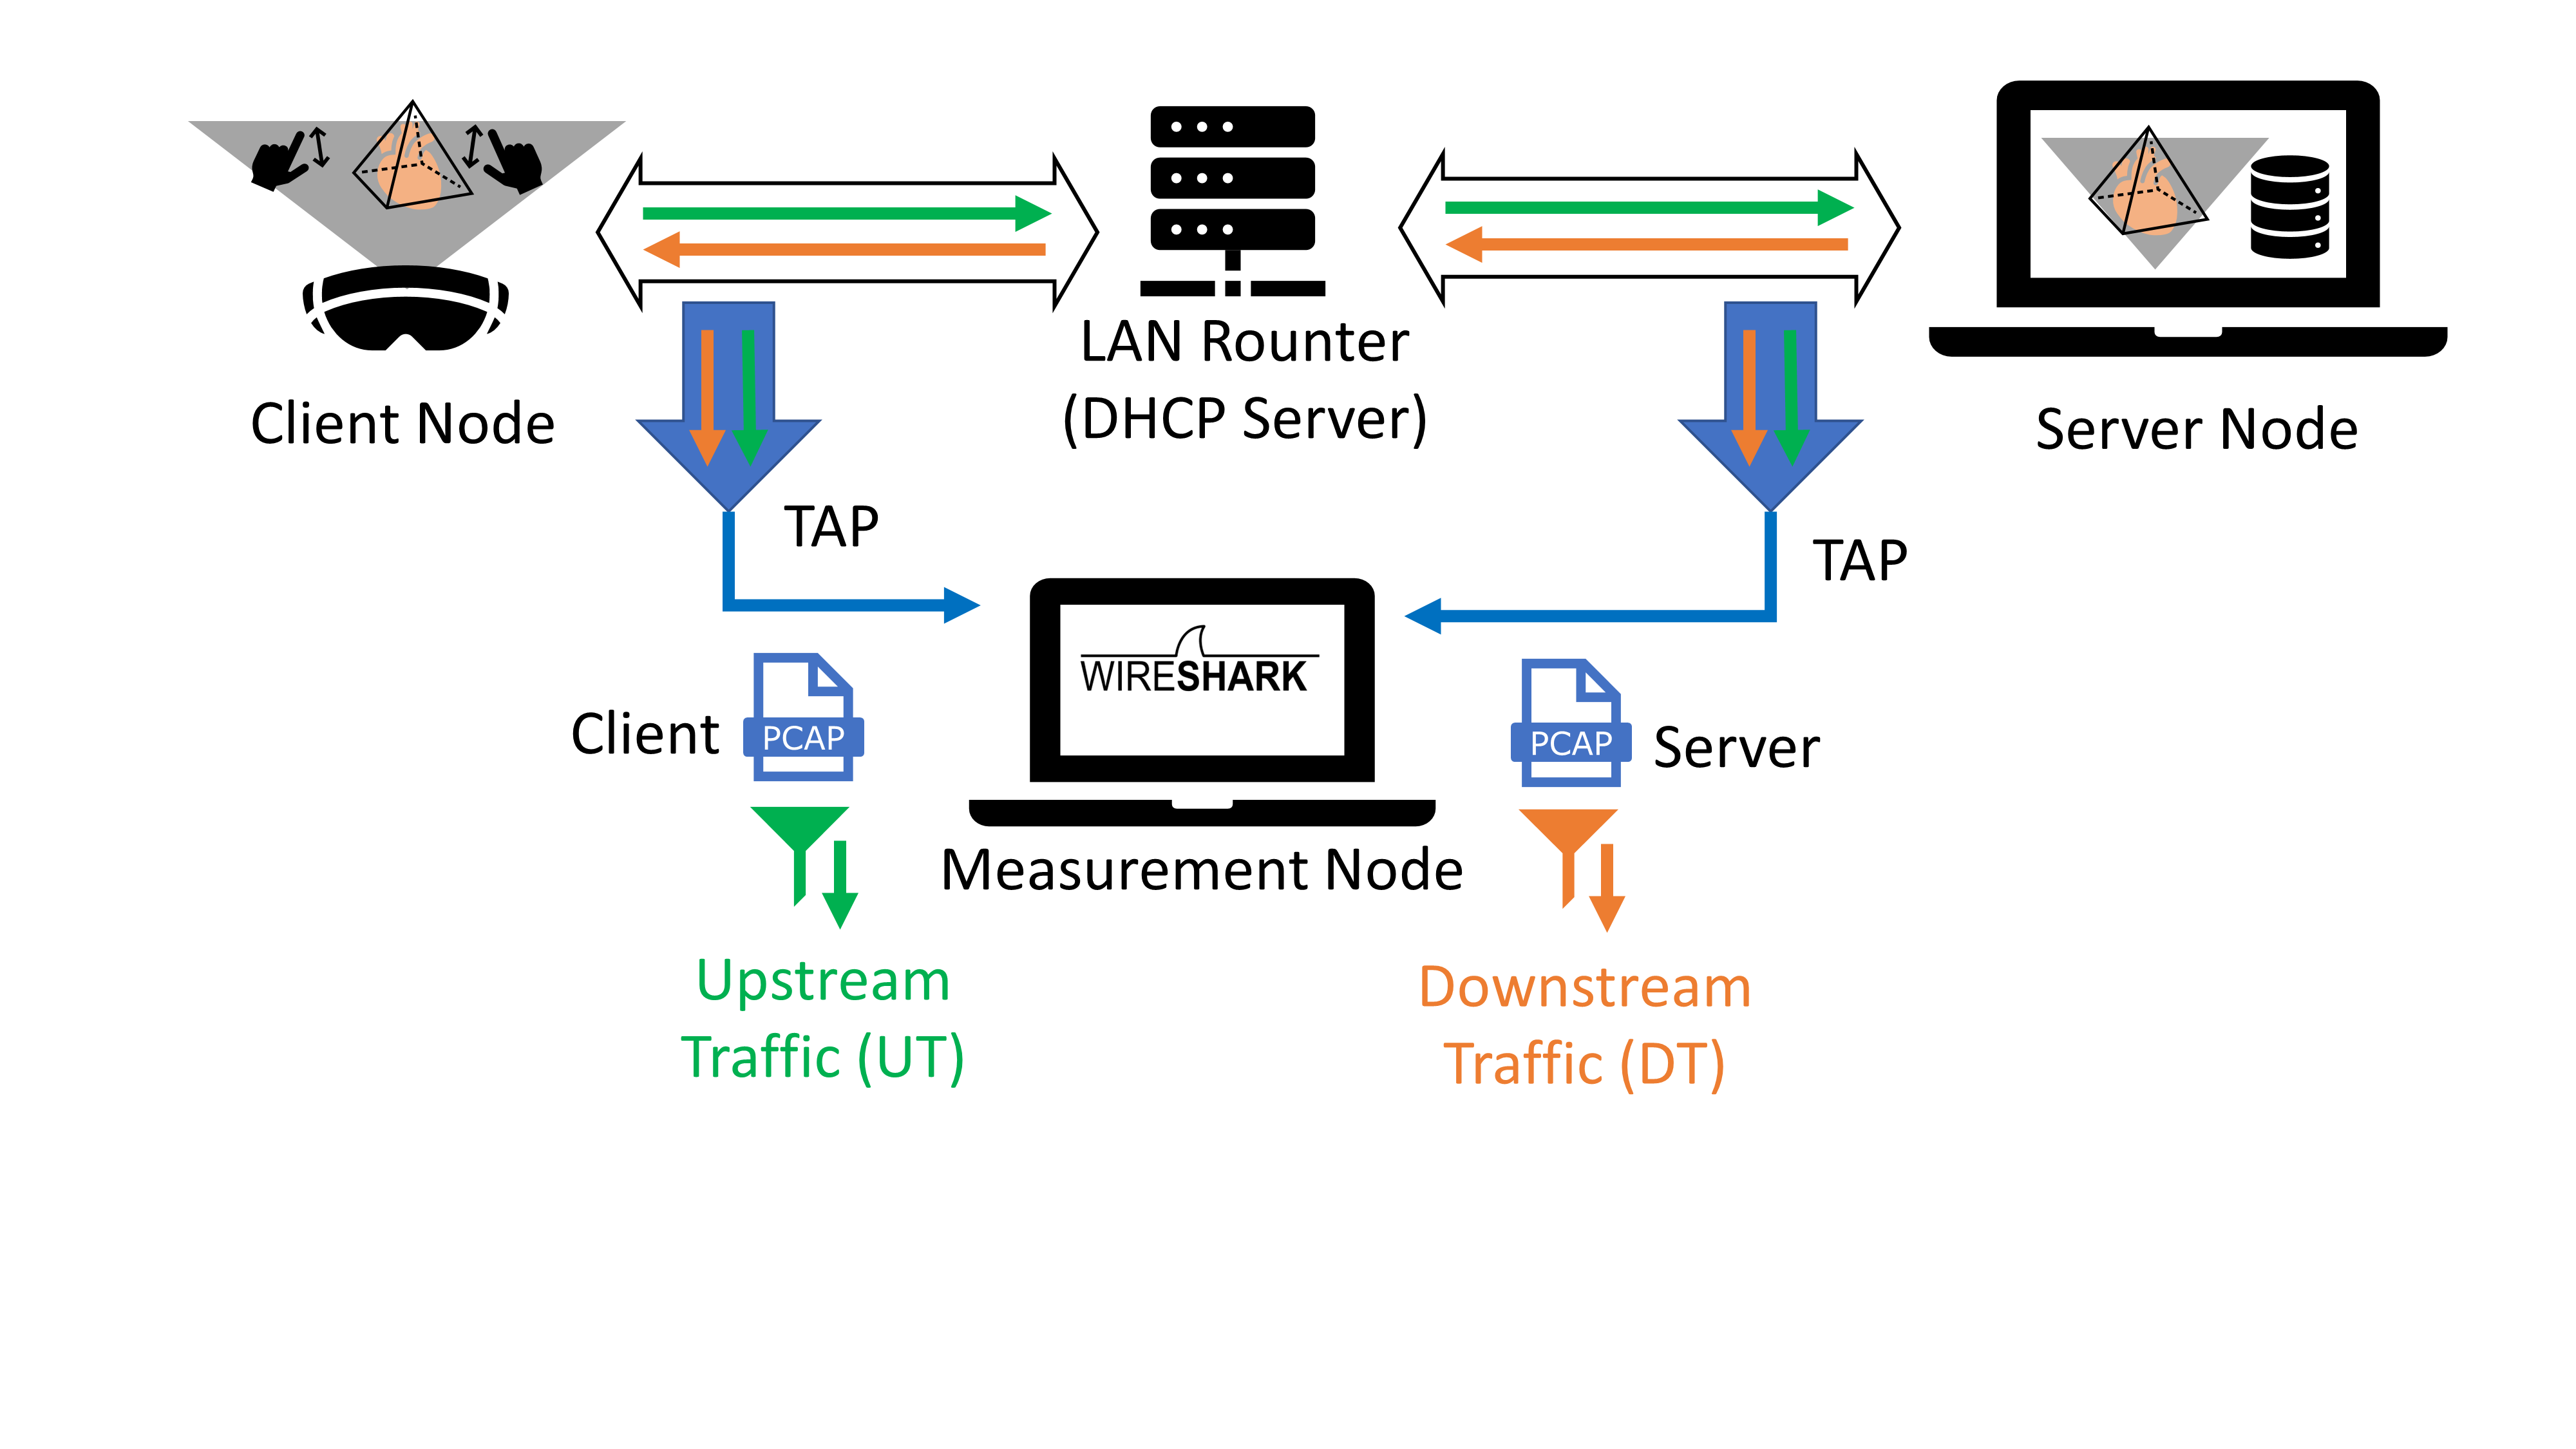 LAN Rounter
(DHCP Server)
Client Node
Server Node
TAP
TAP
WIRESHARK
Client
PCAP
PCAP
Server
Measurement Node
Upstream
Traffic (UT)
Downstream
Traffic (DT)